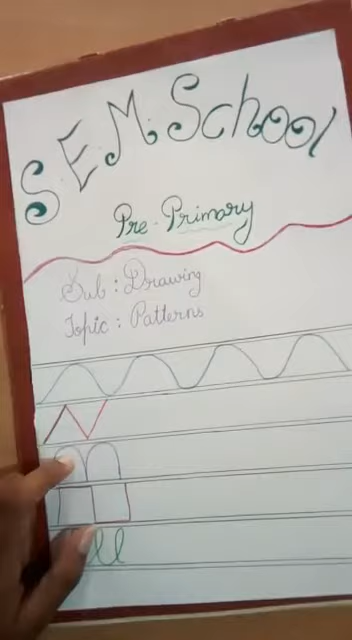 S.E.M. School
Pre-Primary
Sub : Drawing
Topic : Patterns